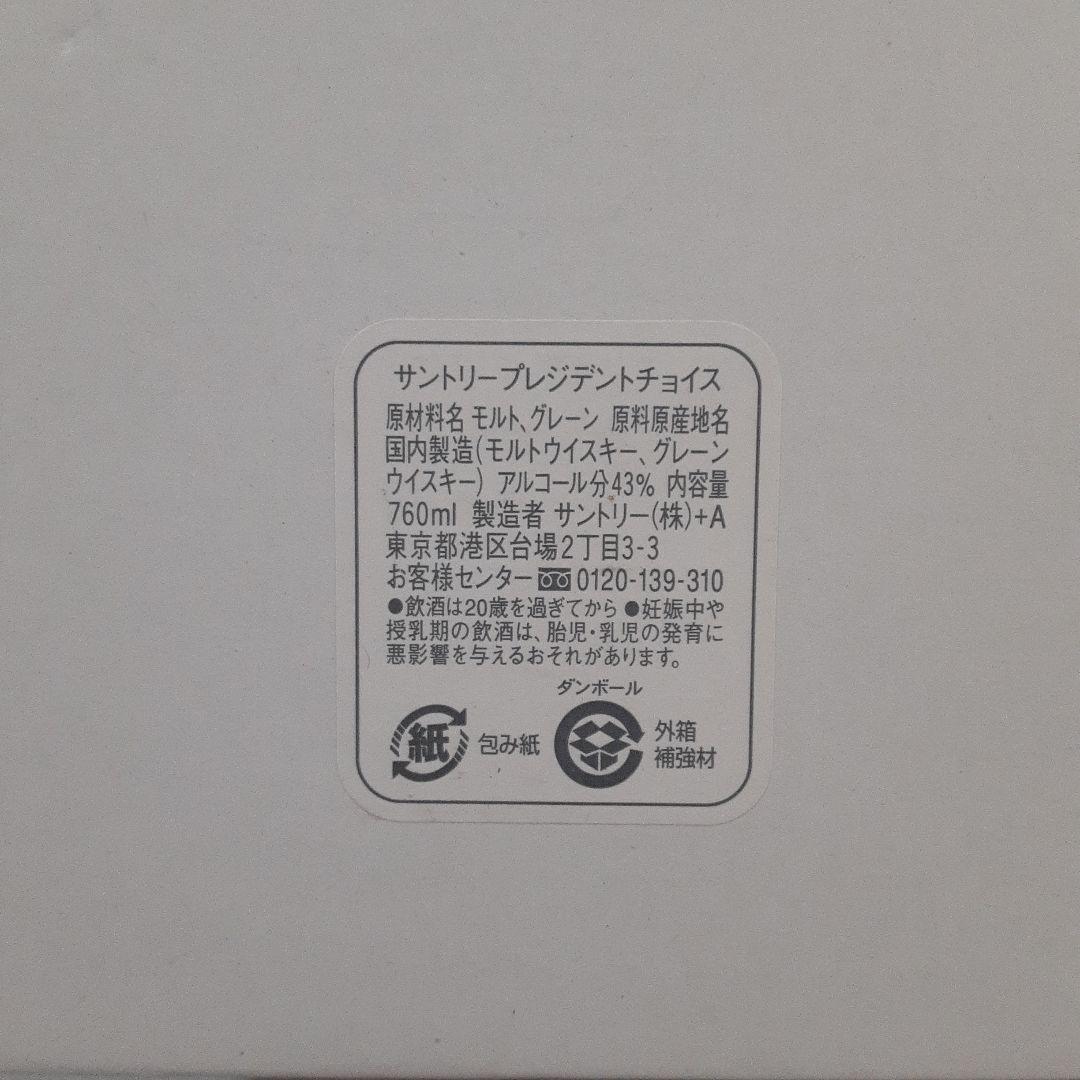 サントリープレジデントチョイス
原材料名 モルト、グレーン 原料原産地名
国内製造(モルトウイスキー、グレーン
ウイスキー) アルコール分43% 内容量
760ml 製造者 サントリー(株)+A
東京都港区台場2丁目3-3
お客様センター 0120-139-310
●飲酒は20歳を過ぎてから ●妊娠中や
授乳期の飲酒は、胎児・乳児の発育に
悪影響を与えるおそれがあります。
ダンボール
紙 包み紙
外箱
補強材